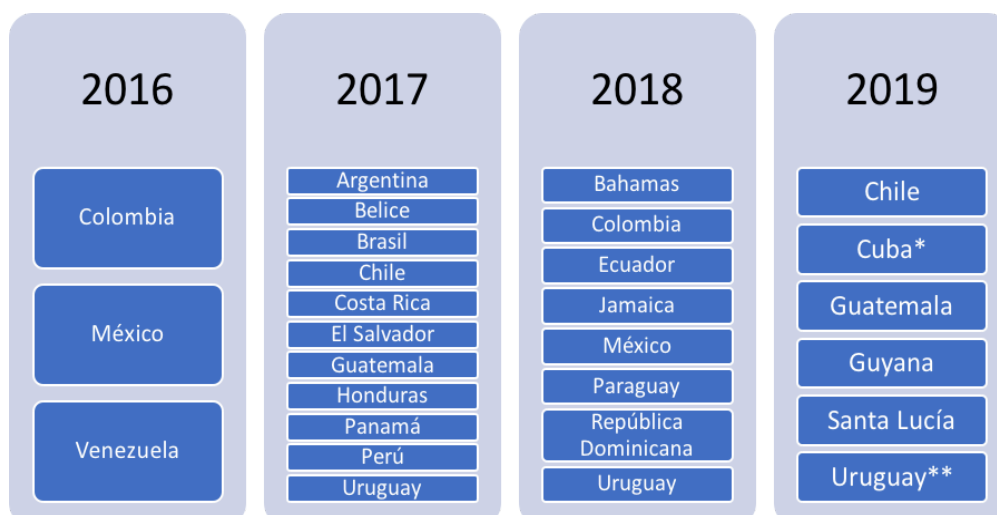 2016
Colombia
México
Venezuela
2017
Argentina
Belice
Brasil
Chile
Costa Rica
El Salvador
Guatemala
Honduras
Panamá
Perú
Uruguay
2018
Bahamas
Colombia
Ecuador
Jamaica
México
Paraguay
República
Dominicana
Uruguay
2019
Chile
Cuba*
Guatemala
Guyana
Santa Lucía
Uruguay**